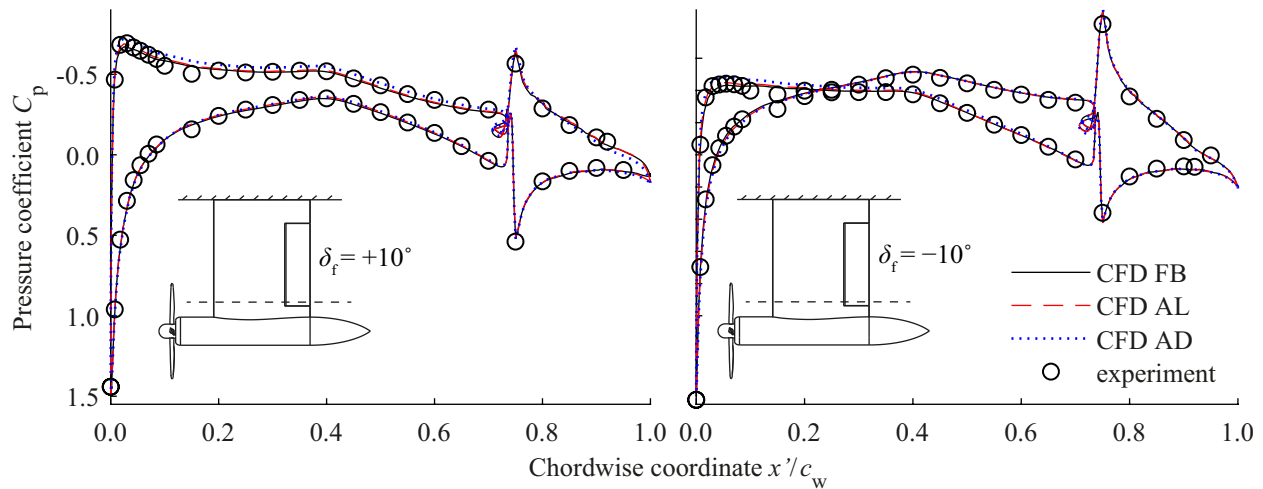 Pressure coefficient Cₚ
-0.5
0.0
0.5
1.0
1.5
δ_f = +10°
0.0 0.2 0.4 0.6 0.8 1.0
δ_f = −10°
CFD FB
CFD AL
CFD AD
experiment
0.0 0.2 0.4 0.6 0.8 1.0
Chordwise coordinate x’/c_w